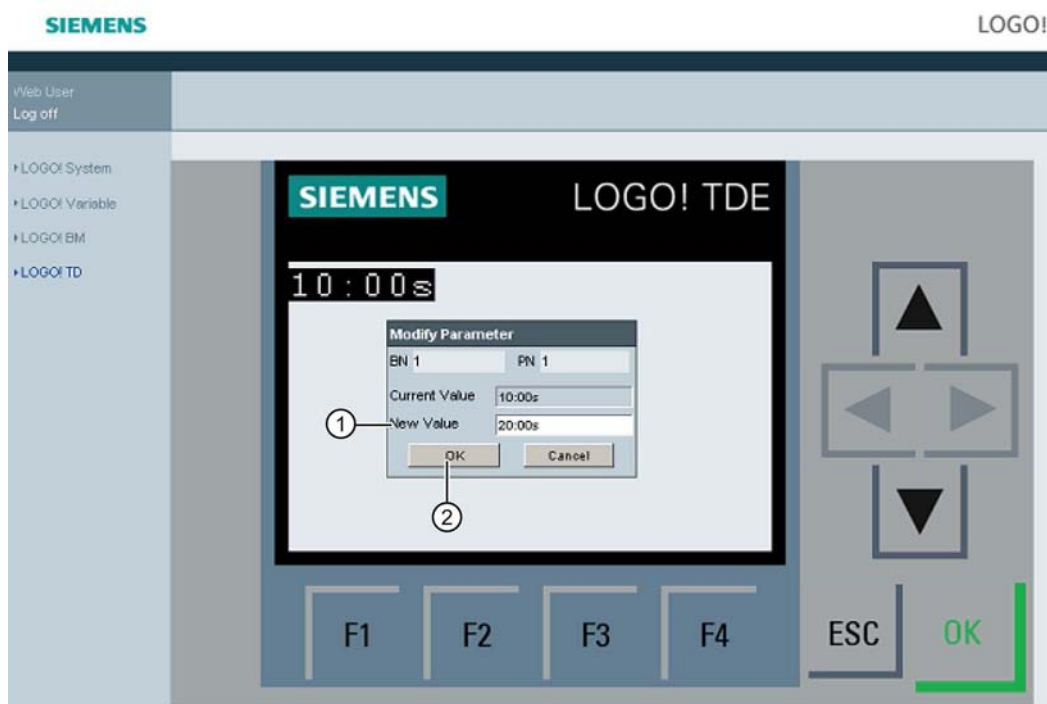 SIEMENS LOGO!
Web User
Log off
LOGO! System
LOGO! Variable
LOGO! BM
LOGO! TD
SIEMENS LOGO! TDE
10:00s
Modify Parameter
BN 1 PN 1
Current Value 10:00s
1 New Value 20:00s
OK Cancel
2
F1 F2 F3 F4 ESC OK